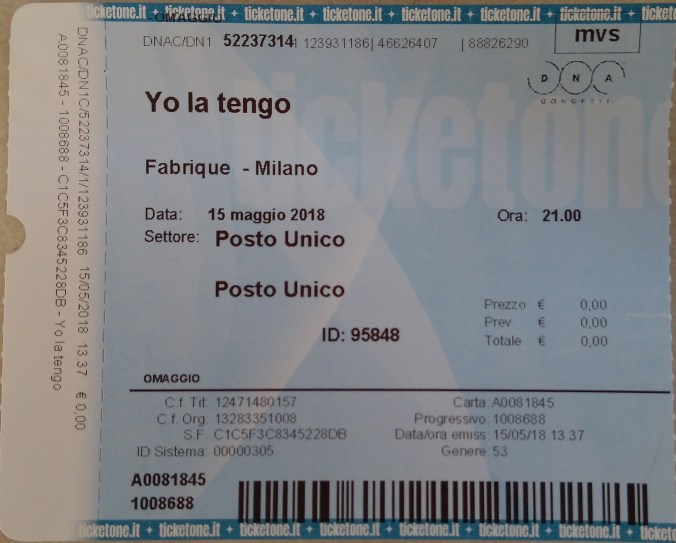 ticketone.it + ticketone.it + ticketone.it + ticketone.it + ticketone.it + ticketone.it + ticketone.it
OMAGGIO
DNAC/DN1 52237314 | 123931186 | 46626407 | 88826290
mvs
DNA
CONCERTI
ticketone
Yo la tengo
Fabrique - Milano
Data: 15 maggio 2018 Ora: 21.00
Settore: Posto Unico
Posto Unico
Prezzo € 0,00
Prev € 0,00
Totale € 0,00
ID: 95848
OMAGGIO
C.f. Tit: 12471480157 Carta A0081845
C.f. Org: 13283351008 Progressivo: 1008688
S.F. C1C5F3C8345228DB Data/ora emiss: 15/05/18 13.37
ID Sistema: 00000305 Genere: 53
A0081845
1008688
ticketone.it + ticketone.it + ticketone.it + ticketone.it + ticketone.it + ticketone.it + ticketone.it
DNAC/DN1C/52237314/1/123931186 15/05/2018 13.37 € 0,00
A0081845 - 1008688 - C1C5F3C8345228DB - Yo la tengo